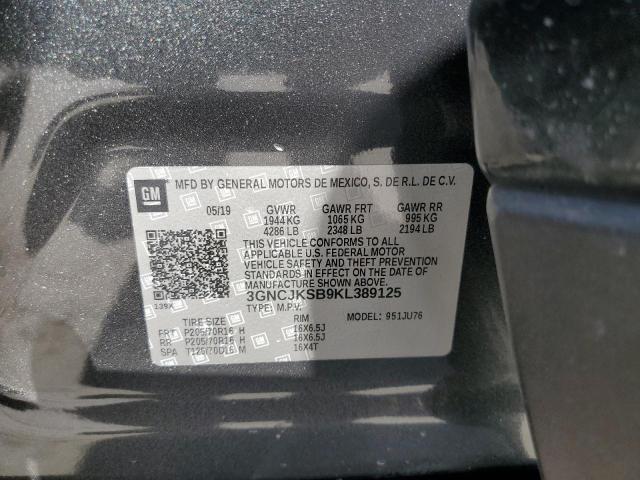 GM MFD BY GENERAL MOTORS DE MEXICO, S. DE R.L. DE C.V.
05/19 GVWR GAWR FRT GAWR RR
1944 KG 1065 KG 995 KG
4286 LB 2348 LB 2194 LB
THIS VEHICLE CONFORMS TO ALL
APPLICABLE U.S. FEDERAL MOTOR
VEHICLE SAFETY AND THEFT
PREVENTION STANDARDS
IN EFFECT ON THE DATE OF
MANUFACTURE SHOWN ABOVE.
3GNCJKSB9KL389125
TYPE: M.P.V. MODEL: 951JU76
TIRE SIZE RIM
FRT P205/70R16 H 16X6.5J
RR P205/70R16 H 16X6.5J
SPA T125/70D16 M 16X4T